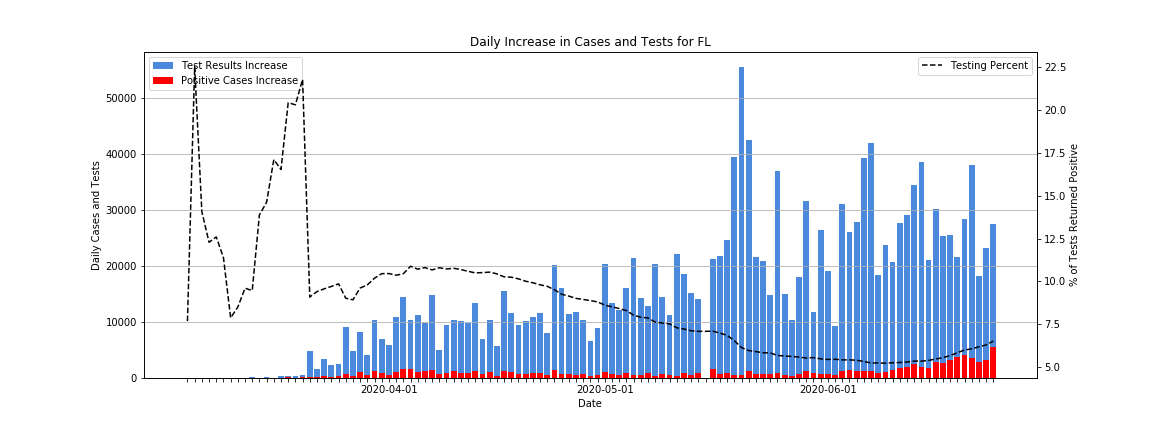 Daily Increase in Cases and Tests for FL
Test Results Increase
Positive Cases Increase
Testing Percent
50000
40000
30000
20000
10000
0
Daily Cases and Tests
22.5
20.0
17.5
15.0
12.5
10.0
7.5
5.0
% of Tests Returned Positive
2020-04-01
2020-05-01
2020-06-01
Date